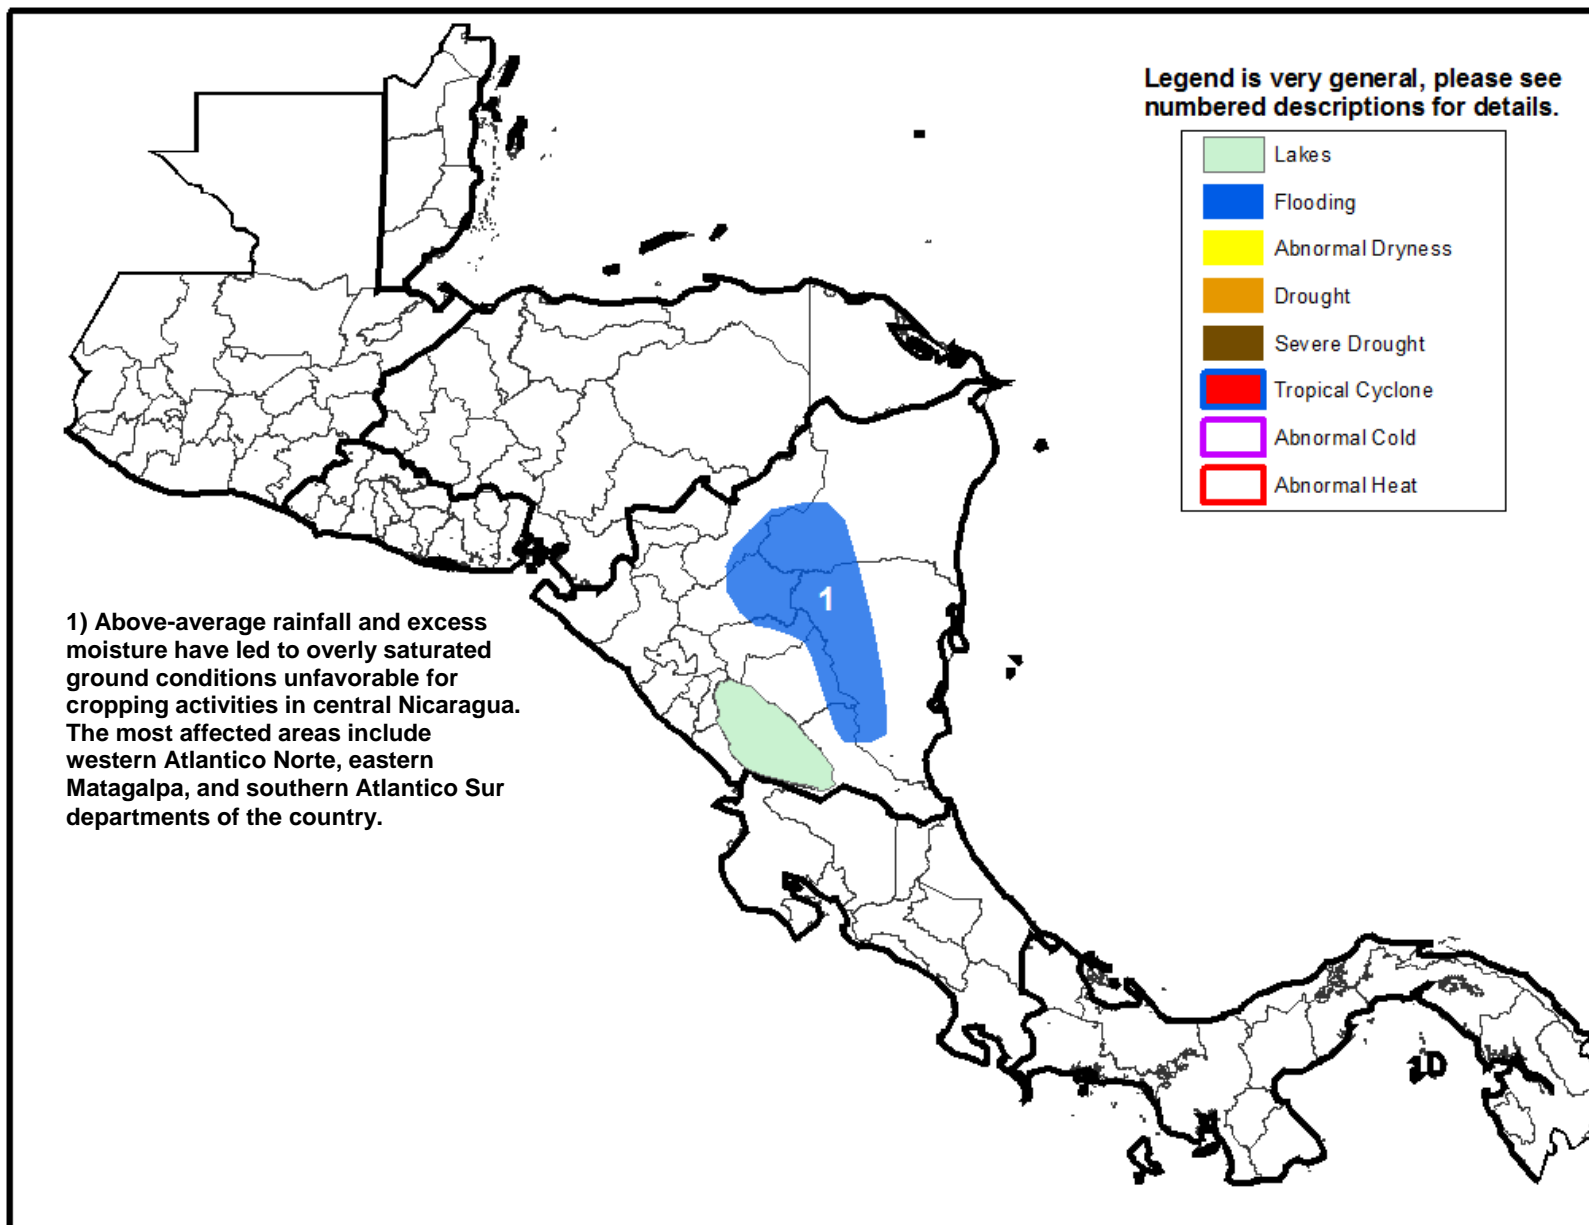 Legend is very general, please see
numbered descriptions for details.
Lakes
Flooding
Abnormal Dryness
Drought
Severe Drought
Tropical Cyclone
Abnormal Cold
Abnormal Heat
1
1) Above-average rainfall and excess
moisture have led to overly saturated
ground conditions unfavorable for
cropping activities in central Nicaragua.
The most affected areas include
western Atlantico Norte, eastern
Matagalpa, and southern Atlantico Sur
departments of the country.